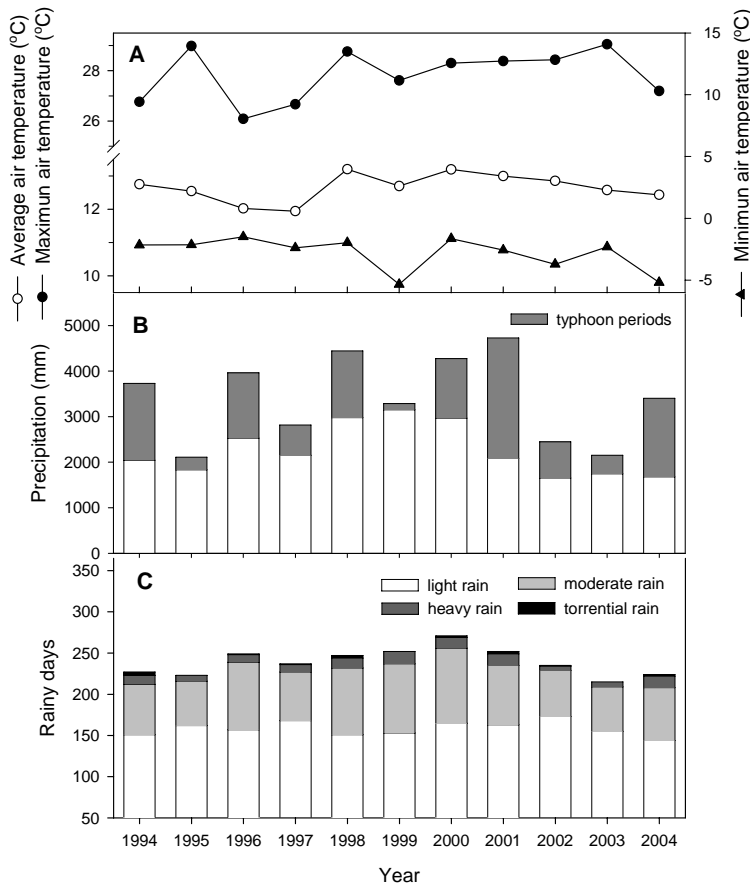 Average air temperature (ºC)
Maximun air temperature (ºC)
A
28
26
12
10
15
10
5
0
-5
Minimum air temperature (ºC)
B
typhoon periods
Precipitation (mm)
5000
4000
3000
2000
1000
0
C
light rain
moderate rain
heavy rain
torrential rain
Rainy days
350
300
250
200
150
100
50
1994 1995 1996 1997 1998 1999 2000 2001 2002 2003 2004
Year